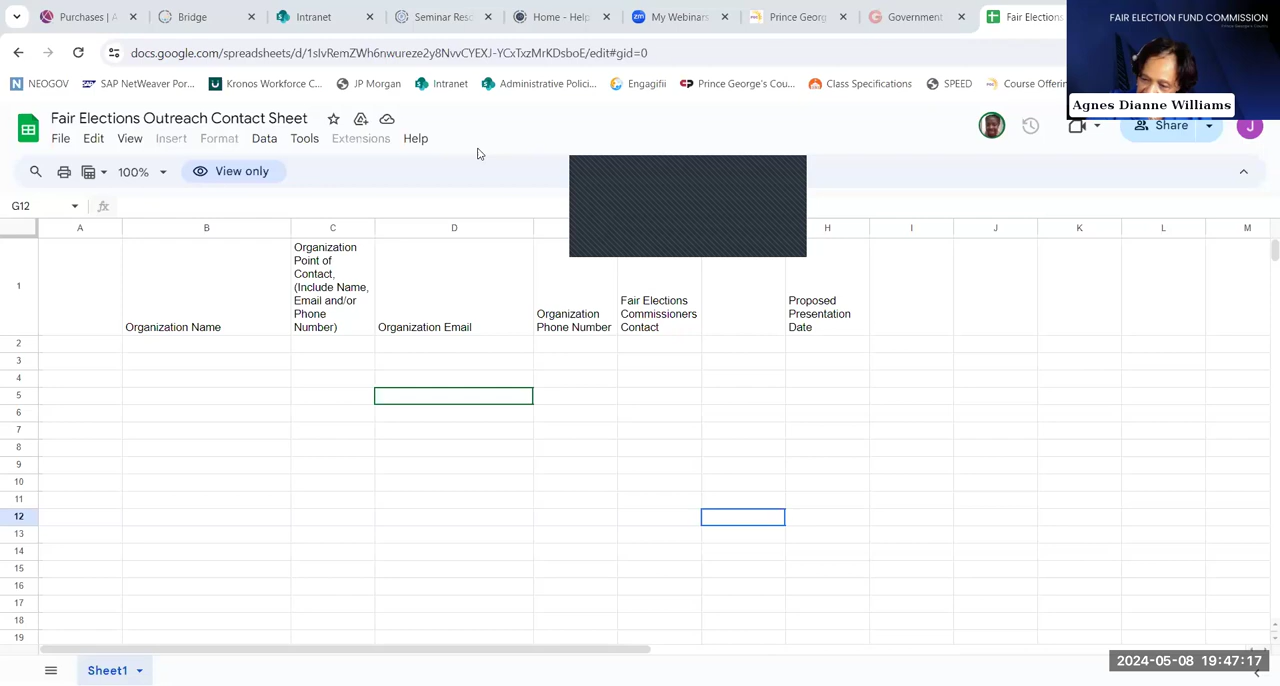 Purchases | A
Bridge
Intranet
Seminar Reso
Home - Help
My Webinars
Prince Georg
Government
Fair Elections
FAIR ELECTION FUND COMMISSION
docs.google.com/spreadsheets/d/1slvRemZWh6nwureze2y8NvvCYEXJ-YCxTxzMrKDsboE/edit#gid=0
NEOGOV
SAP NetWeaver Por...
Kronos Workforce C...
JP Morgan
Intranet
Administrative Polici...
Engagifii
Prince George's Cou...
Class Specifications
SPEED
Course Offerin
Agnes Dianne Williams
Fair Elections Outreach Contact Sheet
Share
J
File Edit View Insert Format Data Tools Extensions Help
100%
View only
G12
fx
A B C D H I J K L M
1
Organization Name
Organization
Point of
Contact,
(Include Name,
Email and/or
Phone
Number)
Organization Email
Organization
Phone Number
Fair Elections
Commissioners
Contact
Proposed
Presentation
Date
2
3
4
5
6
7
8
9
10
11
12
13
14
15
16
17
18
19
Sheet1
2024-05-08 19:47:17